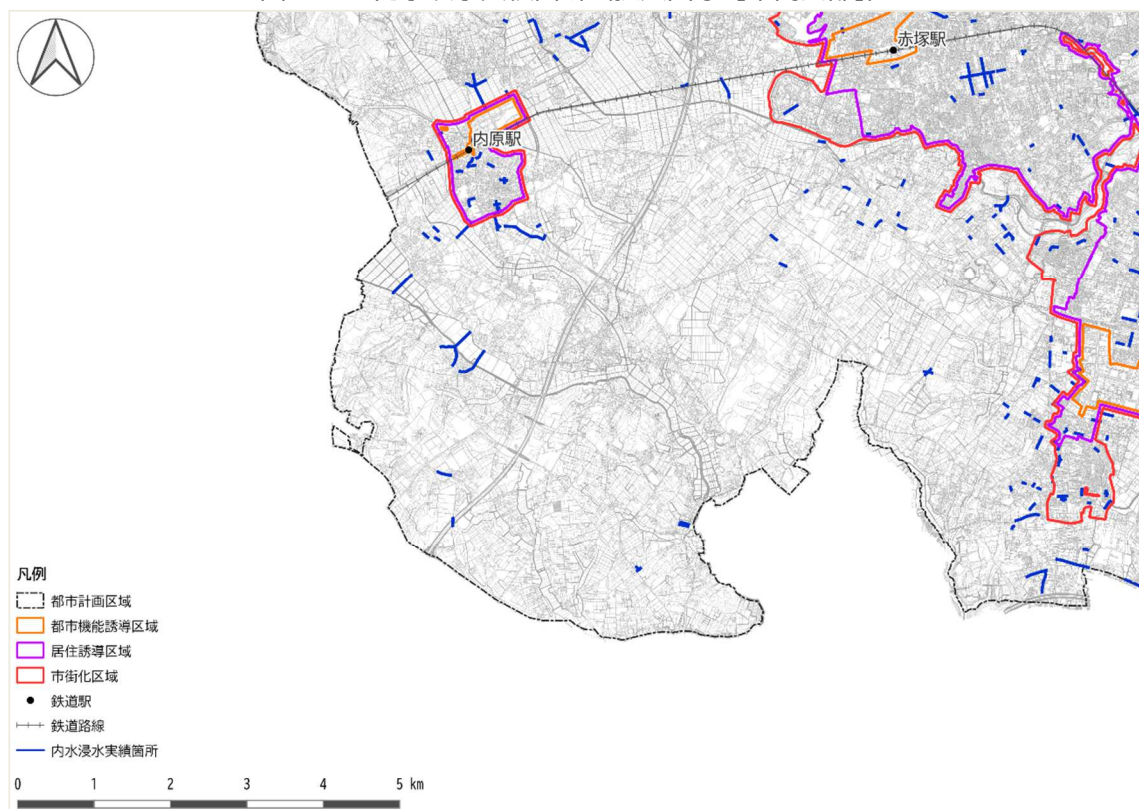 赤塚駅
内原駅
凡例
都市計画区域
都市機能誘導区域
居住誘導区域
市街化区域
鉄道駅
鉄道路線
内水浸水実績箇所
0 1 2 3 4 5 km